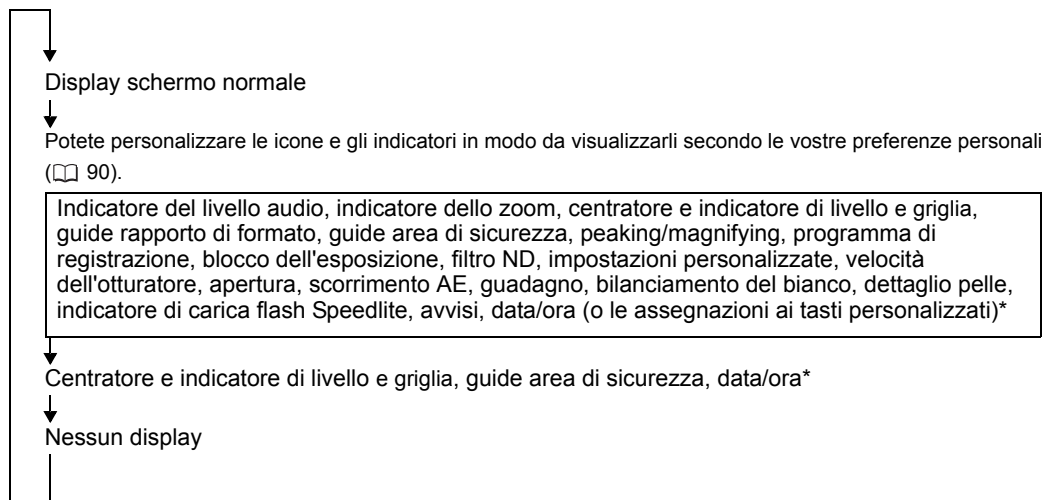 Display schermo normale
Potete personalizzare le icone e gli indicatori in modo da visualizzarli secondo le vostre preferenze personali
(📖 90).
Indicatore del livello audio, indicatore dello zoom, centratore e indicatore di livello e griglia,
guide rapporto di formato, guide area di sicurezza, peaking/magnifying, programma di
registrazione, blocco dell'esposizione, filtro ND, impostazioni personalizzate, velocità
dell'otturatore, apertura, scorrimento AE, guadagno, bilanciamento del bianco, dettaglio pelle,
indicatore di carica flash Speedlite, avvisi, data/ora (o le assegnazioni ai tasti personalizzati)*
Centratore e indicatore di livello e griglia, guide area di sicurezza, data/ora*
Nessun display